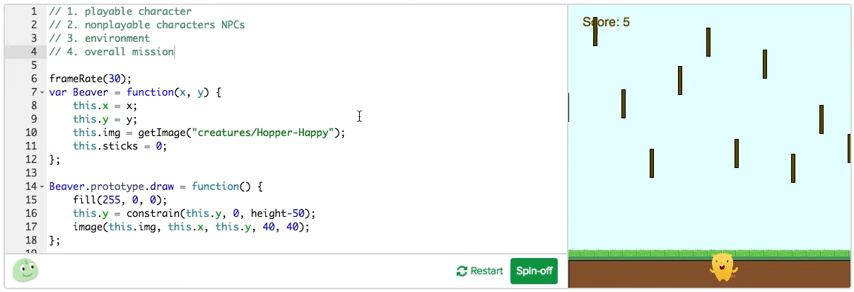 1 // 1. playable character
2 // 2. nonplayable characters NPCs
3 // 3. environment
4 // 4. overall mission
5
6 frameRate(30);
7 var Beaver = function(x, y) {
8 this.x = x;
9 this.y = y;
10 this.img = getImage("creatures/Hopper-Happy");
11 this.sticks = 0;
12 };
13
14 Beaver.prototype.draw = function() {
15 fill(255, 0, 0);
16 this.y = constrain(this.y, 0, height-50);
17 image(this.img, this.x, this.y, 40, 40);
18 };
19
Score: 5
Restart
Spin-off